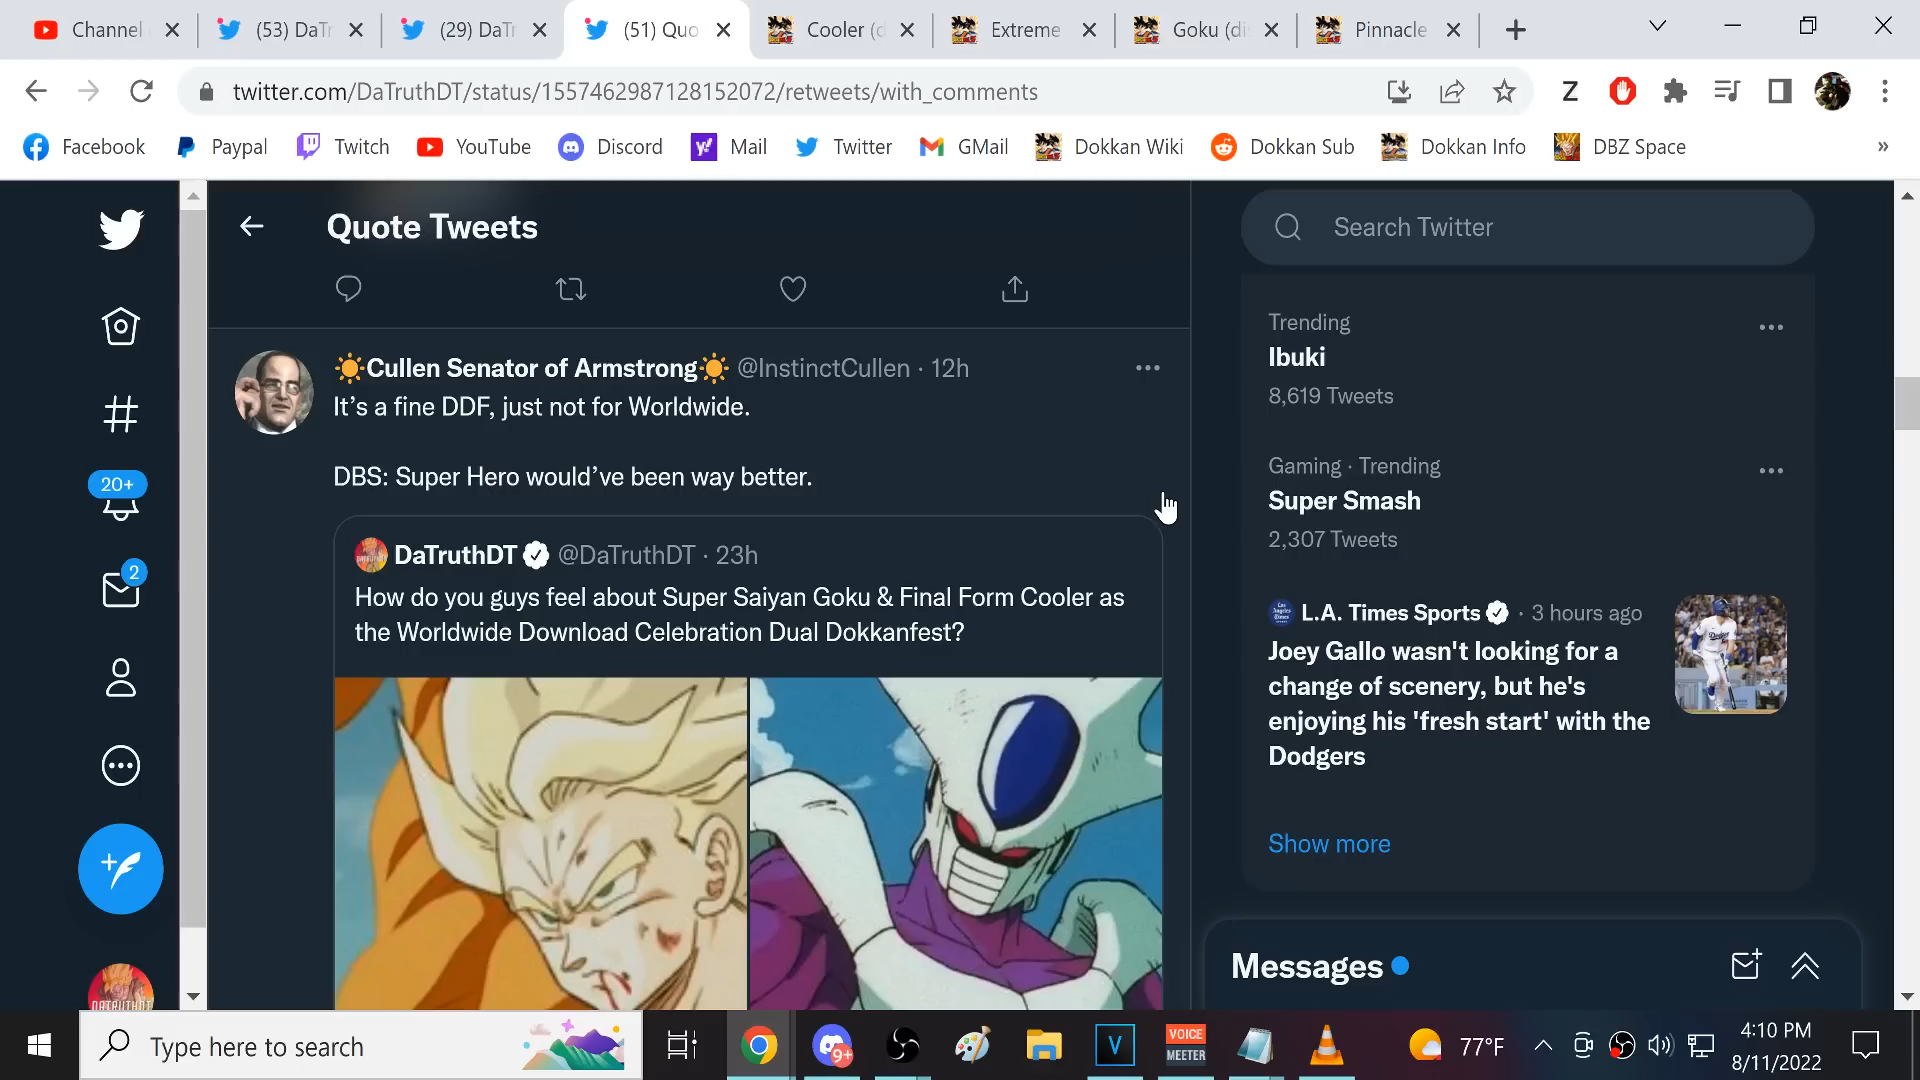 Channel
(53) DaTr
(29) DaTr
(51) Quo
Cooler (d
Extreme
Goku (di
Pinnacle
twitter.com/DaTruthDT/status/1557462987128152072/retweets/with_comments
Z
Facebook
Paypal
Twitch
YouTube
Discord
Mail
Twitter
GMail
Dokkan Wiki
Dokkan Sub
Dokkan Info
DBZ Space
»
Quote Tweets
Search Twitter
☀Cullen Senator of Armstrong☀ @InstinctCullen · 12h
It's a fine DDF, just not for Worldwide.
DBS: Super Hero would've been way better.
DaTruthDT @DaTruthDT · 23h
How do you guys feel about Super Saiyan Goku & Final Form Cooler as
the Worldwide Download Celebration Dual Dokkanfest?
20+
2
DATRUTHDT
Trending
Ibuki
8,619 Tweets
Gaming · Trending
Super Smash
2,307 Tweets
L.A. Times Sports · 3 hours ago
Joey Gallo wasn't looking for a
change of scenery, but he's
enjoying his 'fresh start' with the
Dodgers
Show more
Messages
Type here to search
9+
V
VOICE
MEETER
77°F
4:10 PM
8/11/2022